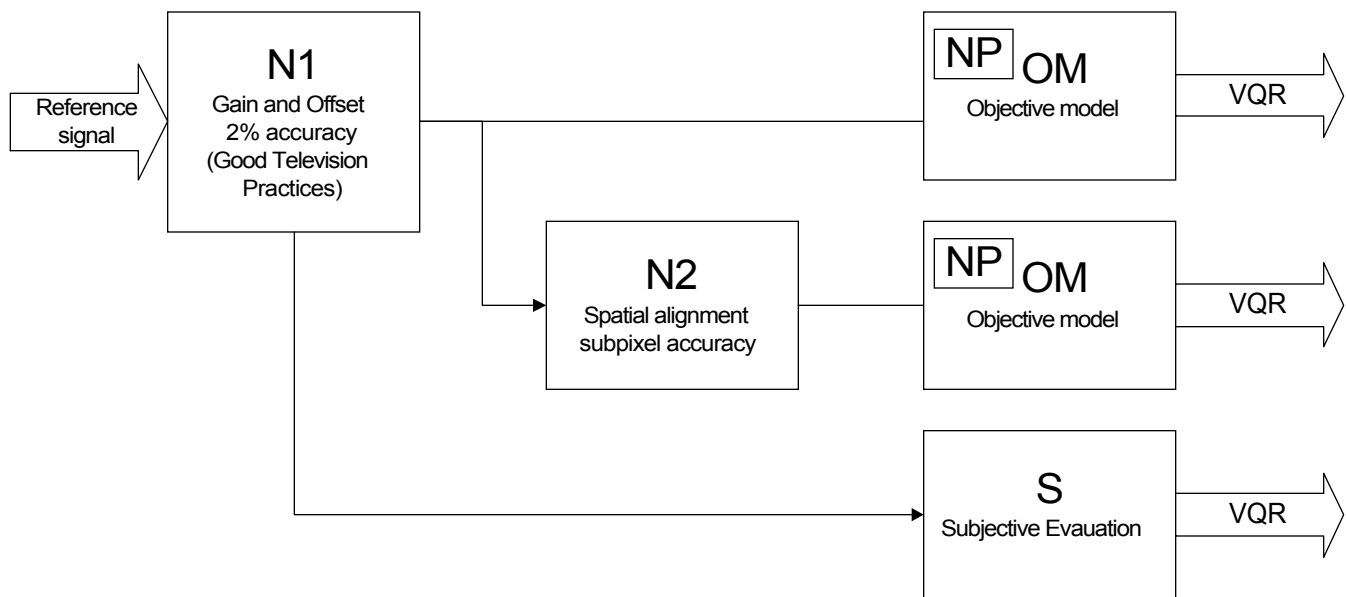 Reference
signal
N1
Gain and Offset
2% accuracy
(Good Television
Practices)
NP OM
Objective model
VQR
N2
Spatial alignment
subpixel accuracy
NP OM
Objective model
VQR
S
Subjective Evauation
VQR